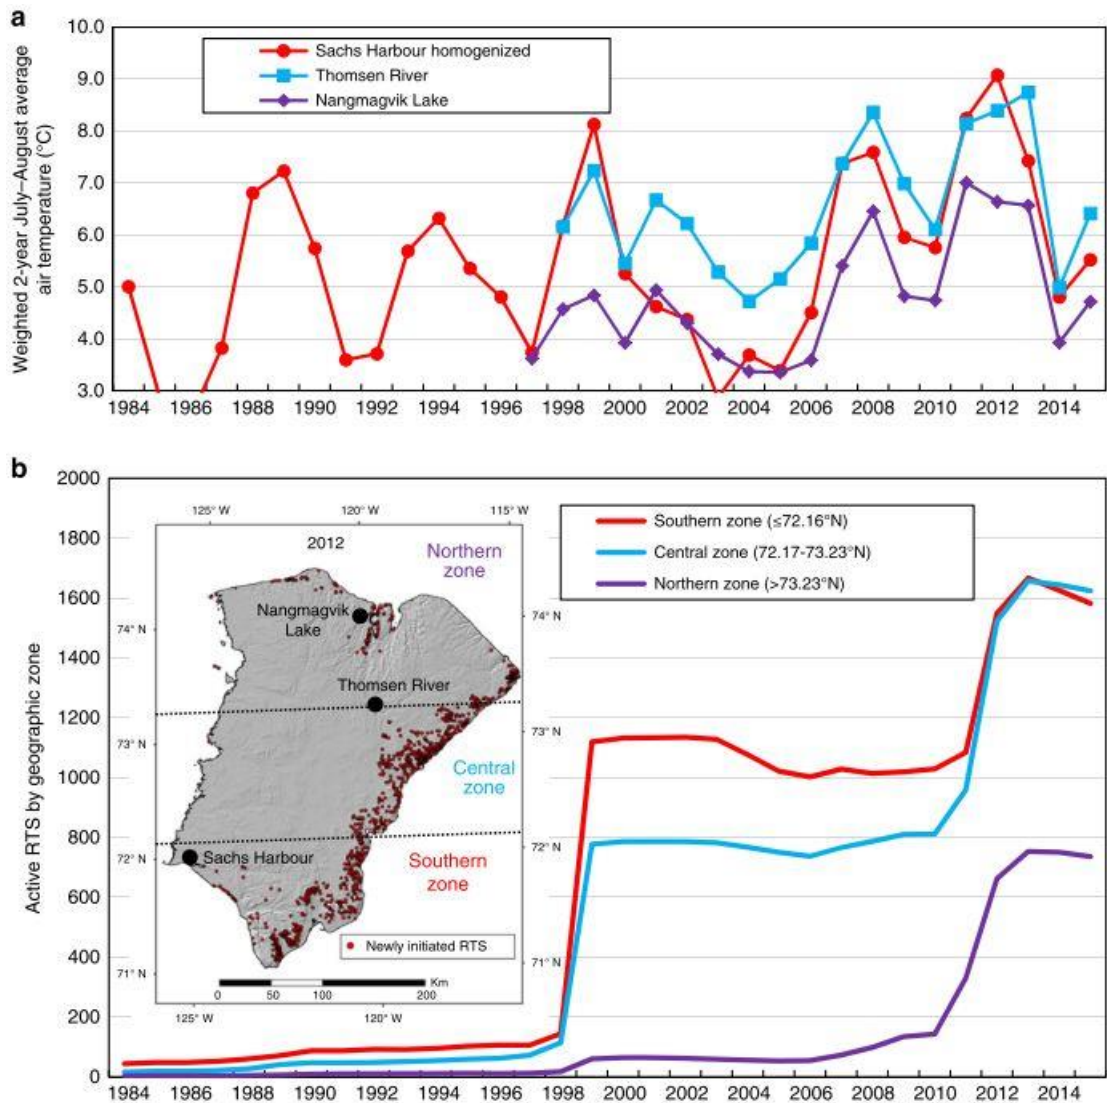 a
Weighted 2-year July–August average
air temperature (°C)
10.0
9.0
8.0
7.0
6.0
5.0
4.0
3.0
Sachs Harbour homogenized
Thomsen River
Nangmagvik Lake
1984 1986 1988 1990 1992 1994 1996 1998 2000 2002 2004 2006 2008 2010 2012 2014
b
Active RTS by geographic zone
2000
1800
1600
1400
1200
1000
800
600
400
200
0
Southern zone (≤72.16°N)
Central zone (72.17-73.23°N)
Northern zone (>73.23°N)
125° W 120° W 115° W
2012
Northern
zone
Nangmagvik
Lake
74° N
74° N
Thomsen River
73° N
73 N
Central
zone
72° N
72° N
Sachs Harbour
Southern
zone
Newly initiated RTS
71° N
71° N
Km
0 50 100 200
125° W 120° W
1984 1986 1988 1990 1992 1994 1996 1998 2000 2002 2004 2006 2008 2010 2012 2014